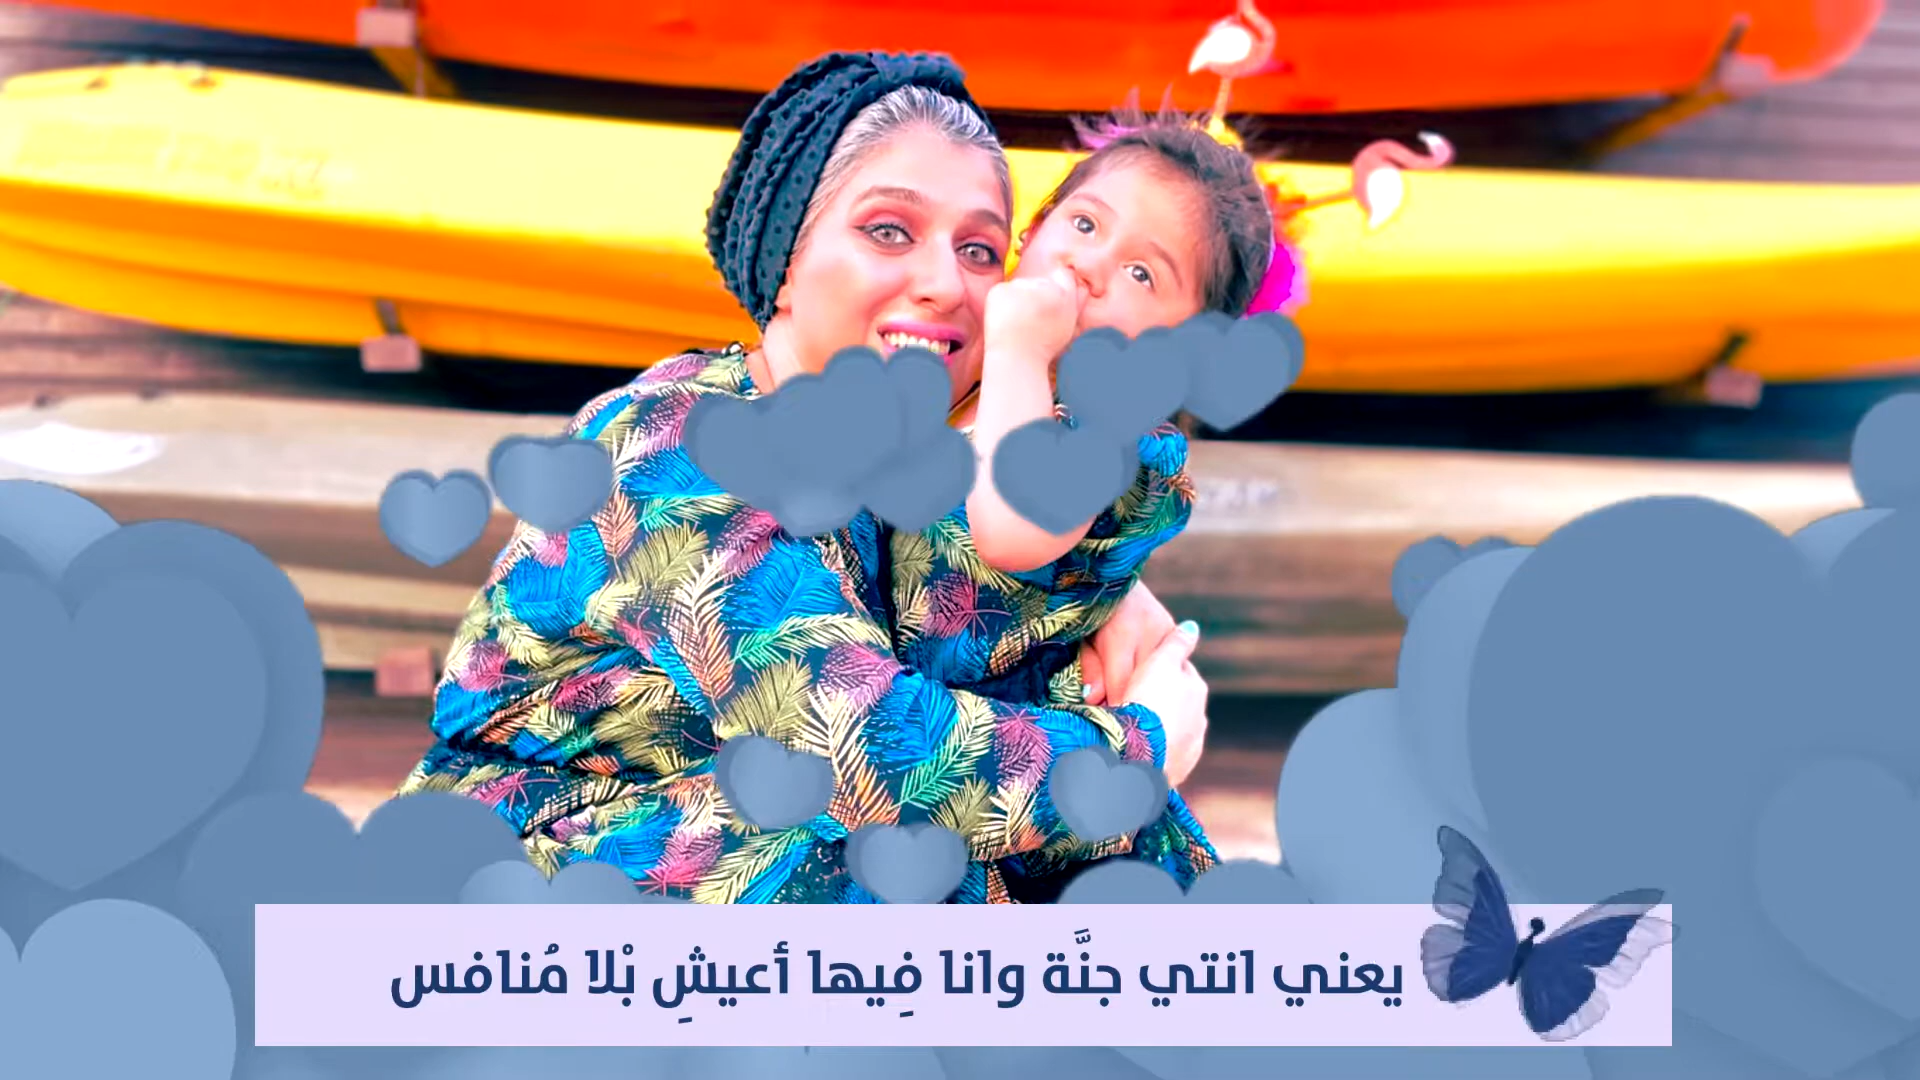 يعني انتي جنَّة وانا فِيها أعيشِ بْلا مُنافس